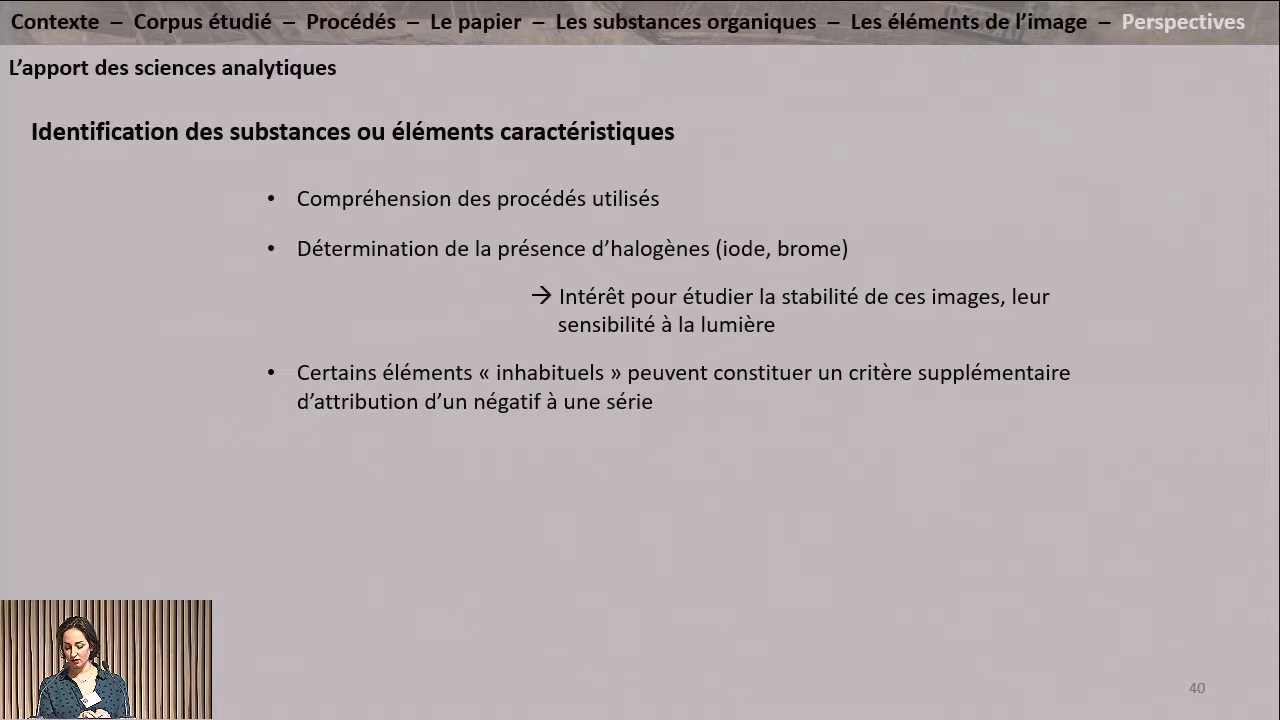 Contexte – Corpus étudié – Procédés – Le papier – Les substances organiques – Les éléments de l'image – Perspectives
L'apport des sciences analytiques
Identification des substances ou éléments caractéristiques
• Compréhension des procédés utilisés
• Détermination de la présence d'halogènes (iode, brome)
→ Intérêt pour étudier la stabilité de ces images, leur
sensibilité à la lumière
• Certains éléments « inhabituels » peuvent constituer un critère supplémentaire
d'attribution d'un négatif à une série
40